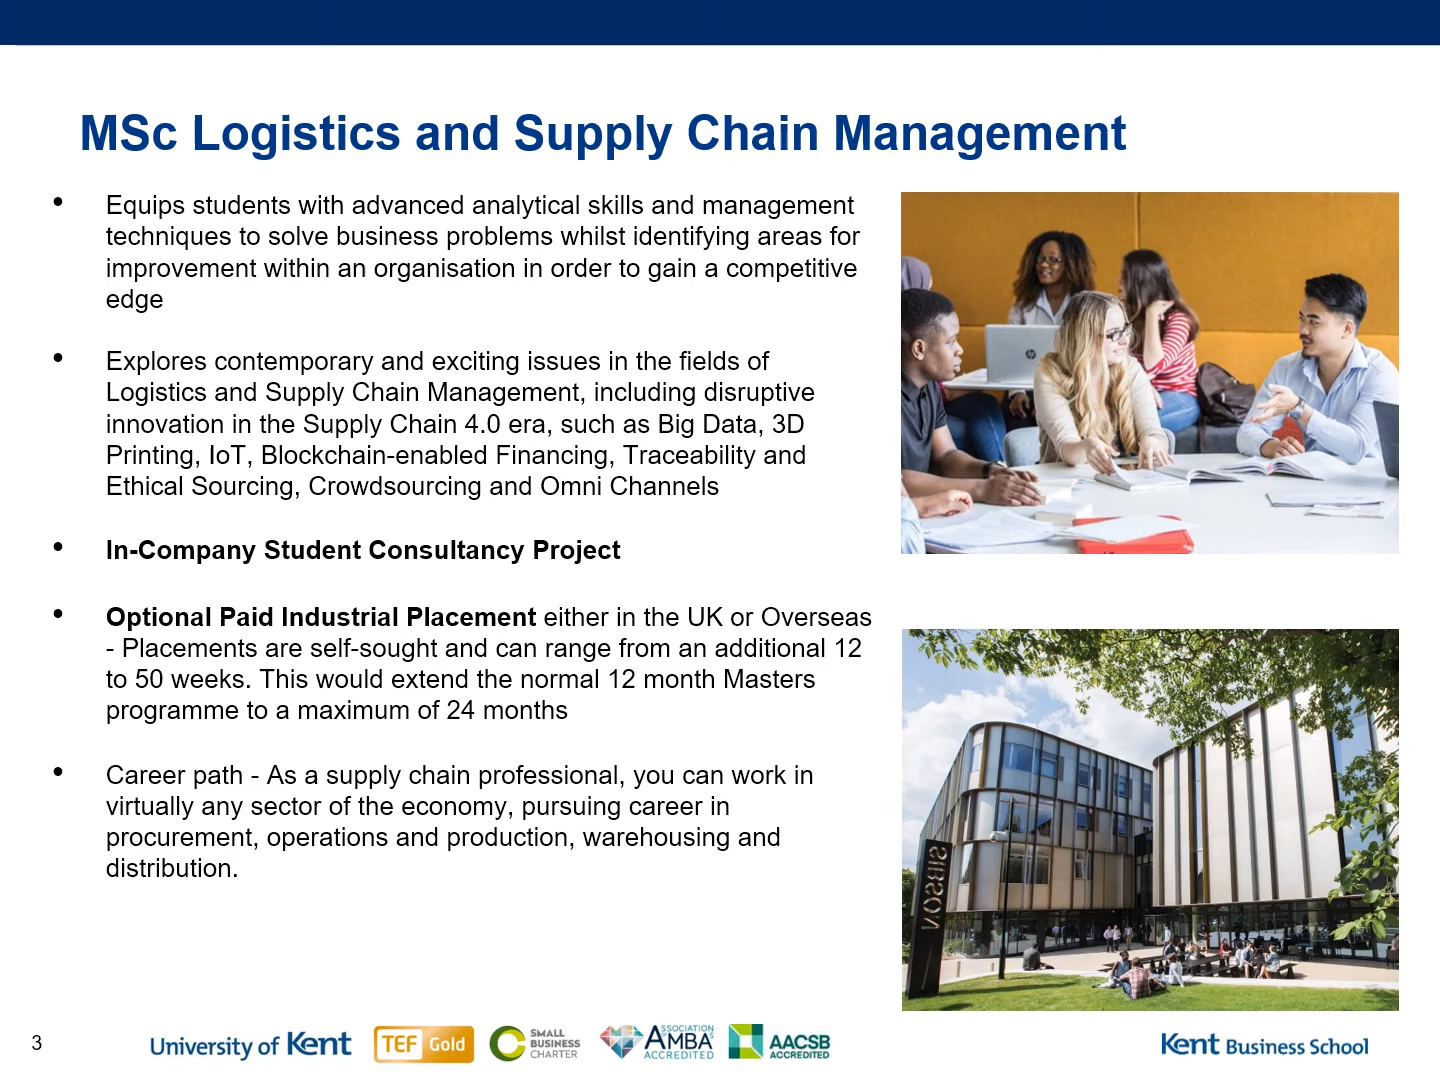 MSc Logistics and Supply Chain Management
• Equips students with advanced analytical skills and management
techniques to solve business problems whilst identifying areas for
improvement within an organisation in order to gain a competitive
edge
• Explores contemporary and exciting issues in the fields of
Logistics and Supply Chain Management, including disruptive
innovation in the Supply Chain 4.0 era, such as Big Data, 3D
Printing, IoT, Blockchain-enabled Financing, Traceability and
Ethical Sourcing, Crowdsourcing and Omni Channels
• In-Company Student Consultancy Project
• Optional Paid Industrial Placement either in the UK or Overseas
- Placements are self-sought and can range from an additional 12
to 50 weeks. This would extend the normal 12 month Masters
programme to a maximum of 24 months
• Career path - As a supply chain professional, you can work in
virtually any sector of the economy, pursuing career in
procurement, operations and production, warehousing and
distribution.
hp
SIBSON
3
University of Kent
TEF Gold
SMALL
BUSINESS
CHARTER
ASSOCIATION
OF MBAs
AMBA
ACCREDITED
AACSB
ACCREDITED
Kent Business School